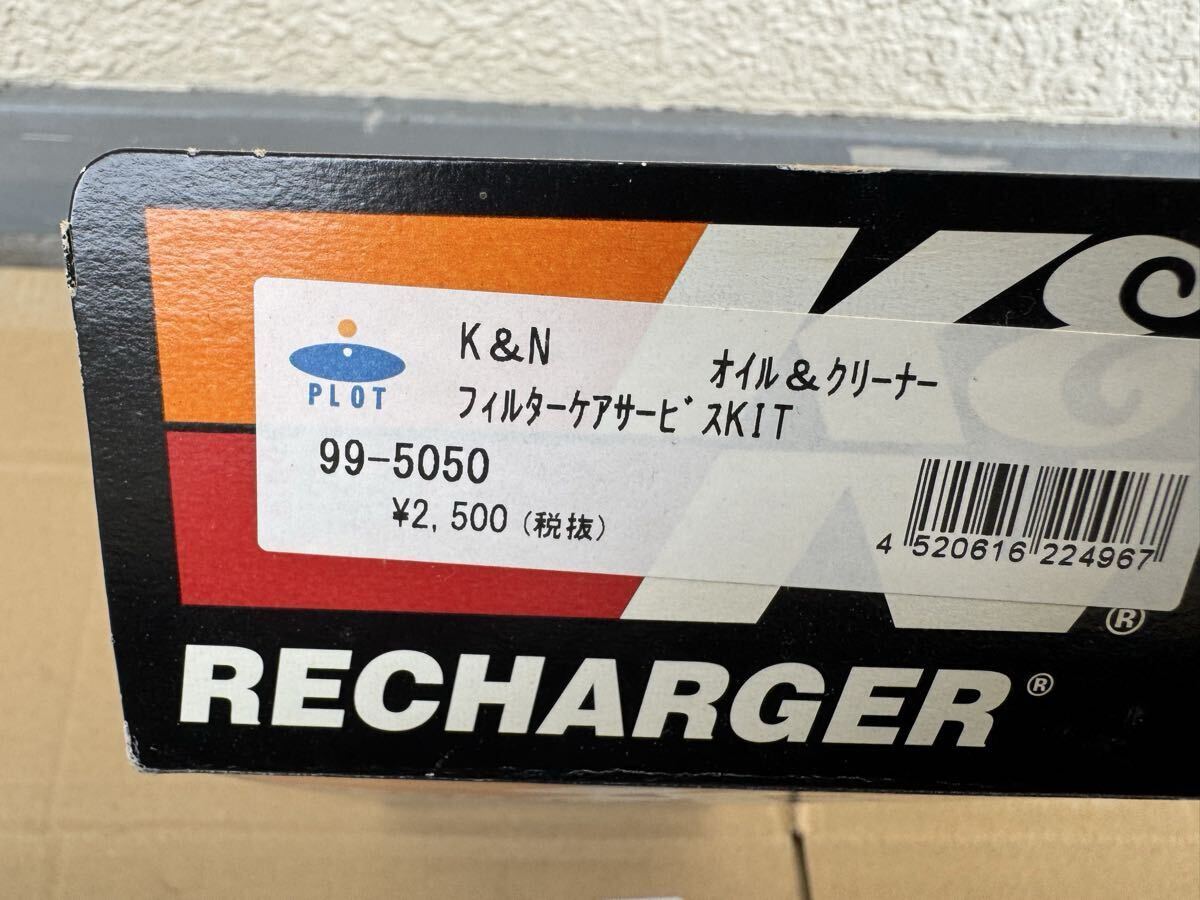 K&N
PLOT
K&N
オイル&クリーナー
フィルターケアサービスKIT
99-5050
¥2,500(税抜)
4 520616 224967
®
RECHARGER®